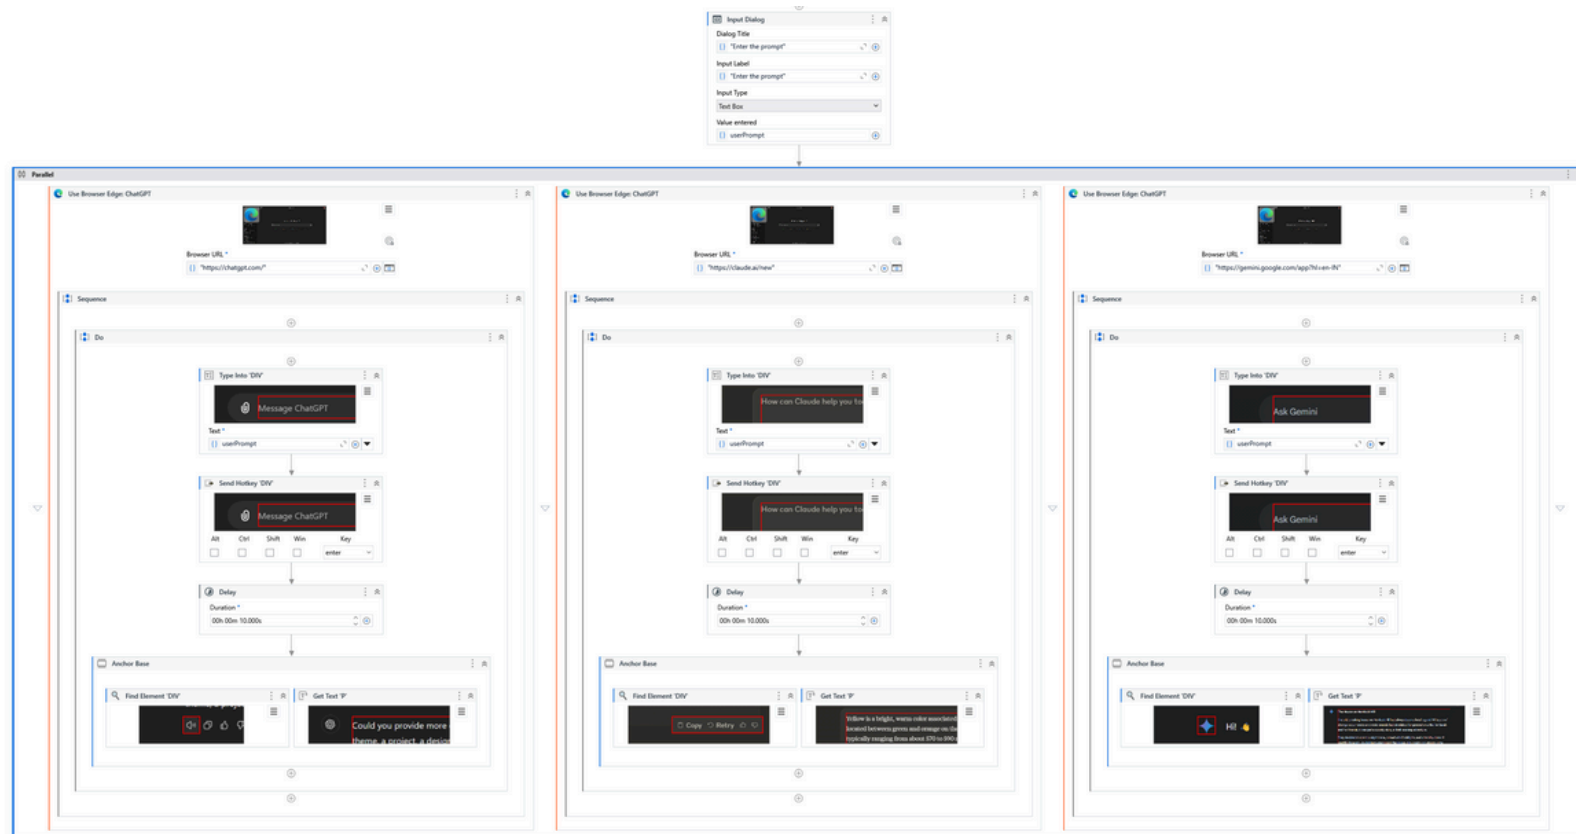 Input Dialog
Dialog Title
"Enter the prompt"
Input Label
"Enter the prompt"
Input Type
Text Box
Value entered
userPrompt
Parallel
Use Browser Edge: ChatGPT
Browser URL *
"https://chatgpt.com/"
Sequence
Do
Type Into 'DIV'
Message ChatGPT
Text *
userPrompt
Send Hotkey 'DIV'
Message ChatGPT
Alt Ctrl Shift Win Key
enter
Delay
Duration *
00h 00m 10.000s
Anchor Base
Find Element 'DIV'
Get Text 'P'
Could you provide more
theme, a project, a design
Use Browser Edge: ChatGPT
Browser URL *
"https://claude.ai/new"
Sequence
Do
Type Into 'DIV'
How can Claude help you to
Text *
userPrompt
Send Hotkey 'DIV'
How can Claude help you to
Alt Ctrl Shift Win Key
enter
Delay
Duration *
00h 00m 10.000s
Anchor Base
Find Element 'DIV'
Copy Retry
Get Text 'P'
Yellow is a bright, warm color associated
located between green and orange on
typically ranging from about 570 to 590
Use Browser Edge: ChatGPT
Browser URL *
"https://gemini.google.com/app?hl=en-IN"
Sequence
Do
Type Into 'DIV'
Ask Gemini
Text *
userPrompt
Send Hotkey 'DIV'
Ask Gemini
Alt Ctrl Shift Win Key
enter
Delay
Duration *
00h 00m 10.000s
Anchor Base
Find Element 'DIV'
Hi!
Get Text 'P'